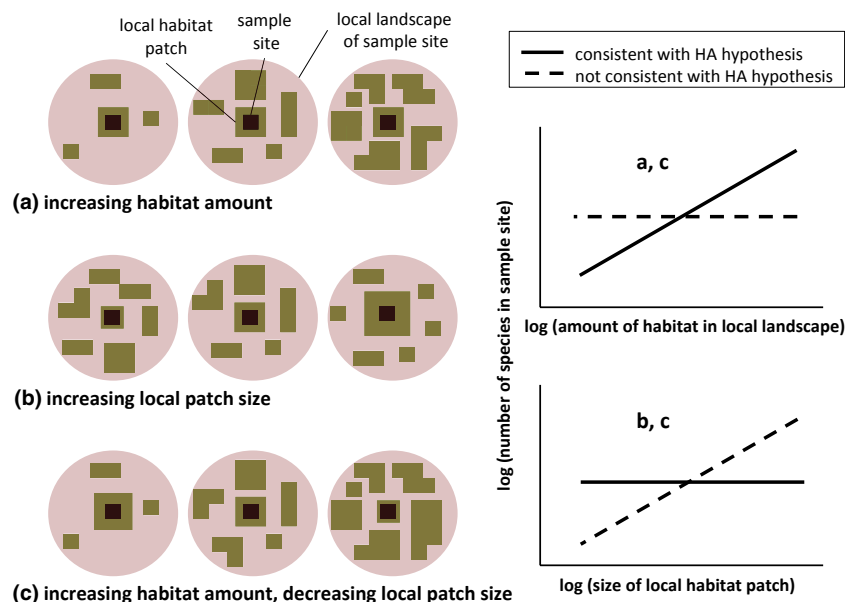 local habitat
patch
sample
site
local landscape
of sample site
(a) increasing habitat amount
(b) increasing local patch size
(c) increasing habitat amount, decreasing local patch size
consistent with HA hypothesis
not consistent with HA hypothesis
log (number of species in sample site)
a, c
log (amount of habitat in local landscape)
b, c
log (size of local habitat patch)